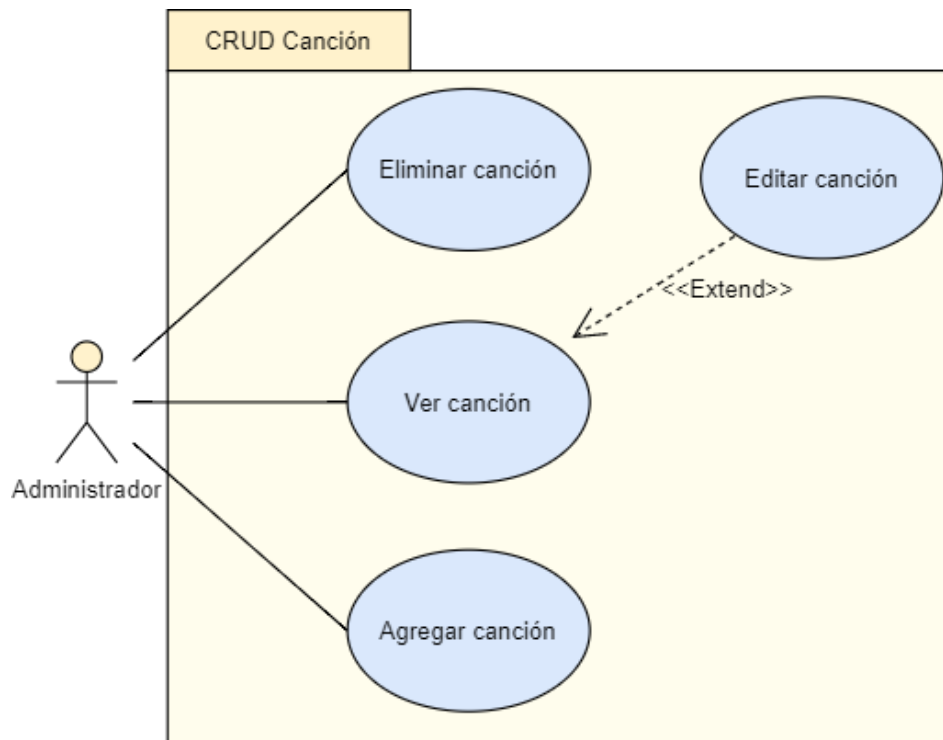 CRUD Canción
Eliminar canción
Editar canción
<<Extend>>
Ver canción
Administrador
Agregar canción